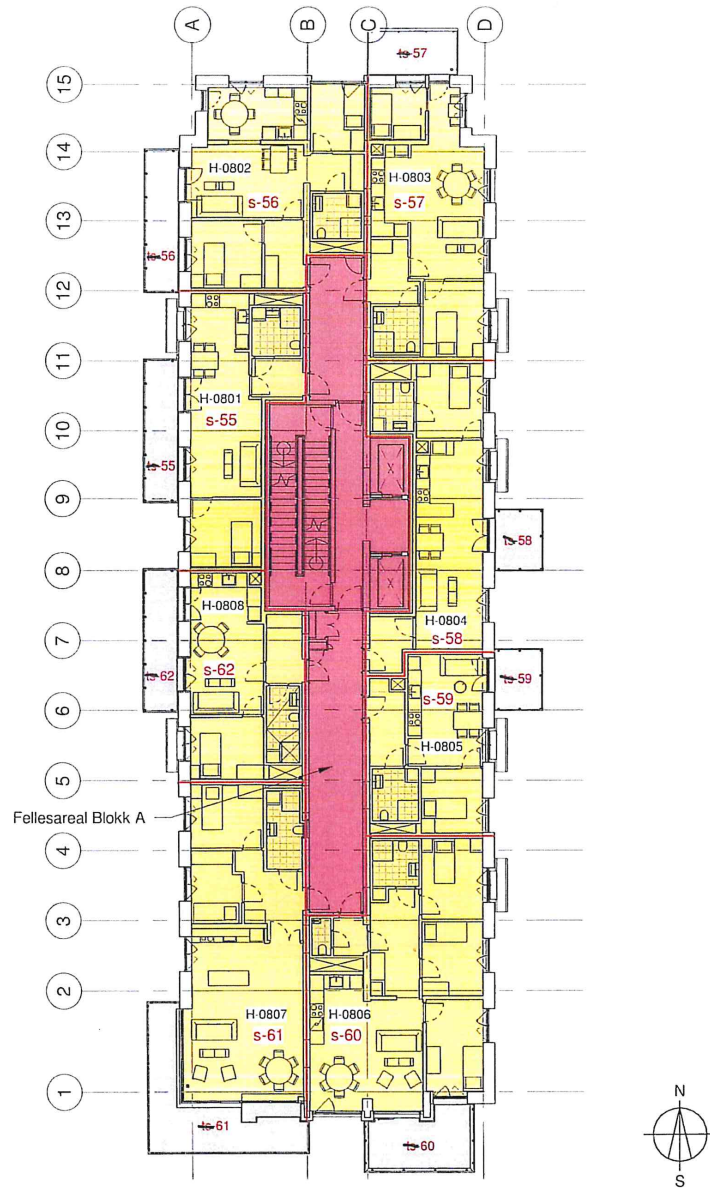 A
B
C
D
ts-57
15
14
H-0802
H-0803
s-56
s-57
13
ts-56
12
11
H-0801
s-55
10
ts-55
9
ts-58
8
H-0808
H-0804
s-58
7
s-62
ts-62
s-59
ts-59
6
H-0805
5
Fellesareal Blokk A
4
3
2
H-0807
H-0806
s-61
s-60
1
ts-61
ts-60
N
S